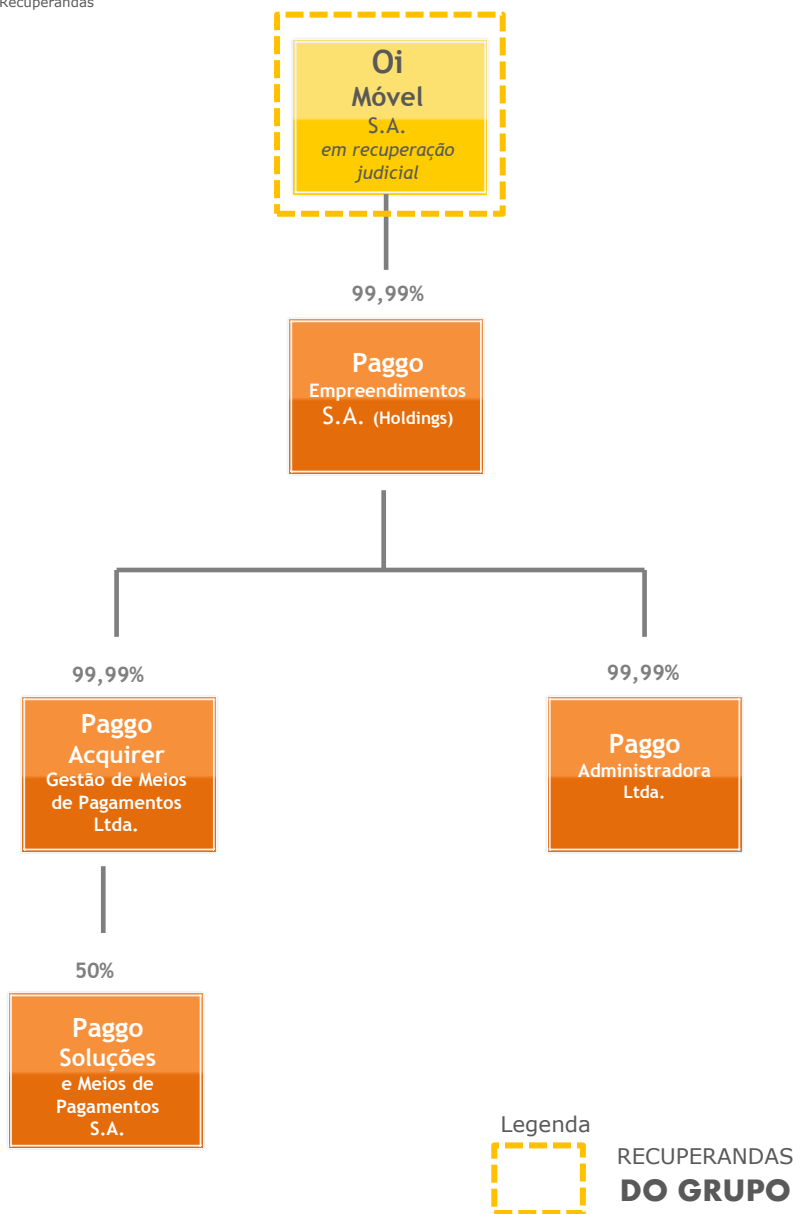 Recuperandas
Oi
Móvel
S.A.
em recuperação
judicial
99,99%
Paggo
Empreendimentos
S.A. (Holdings)
99,99%
99,99%
Paggo
Acquirer
Gestão de Meios
de Pagamentos
Ltda.
Paggo
Administradora
Ltda.
50%
Paggo
Soluções
e Meios de
Pagamentos
S.A.
Legenda
RECUPERANDAS
DO GRUPO